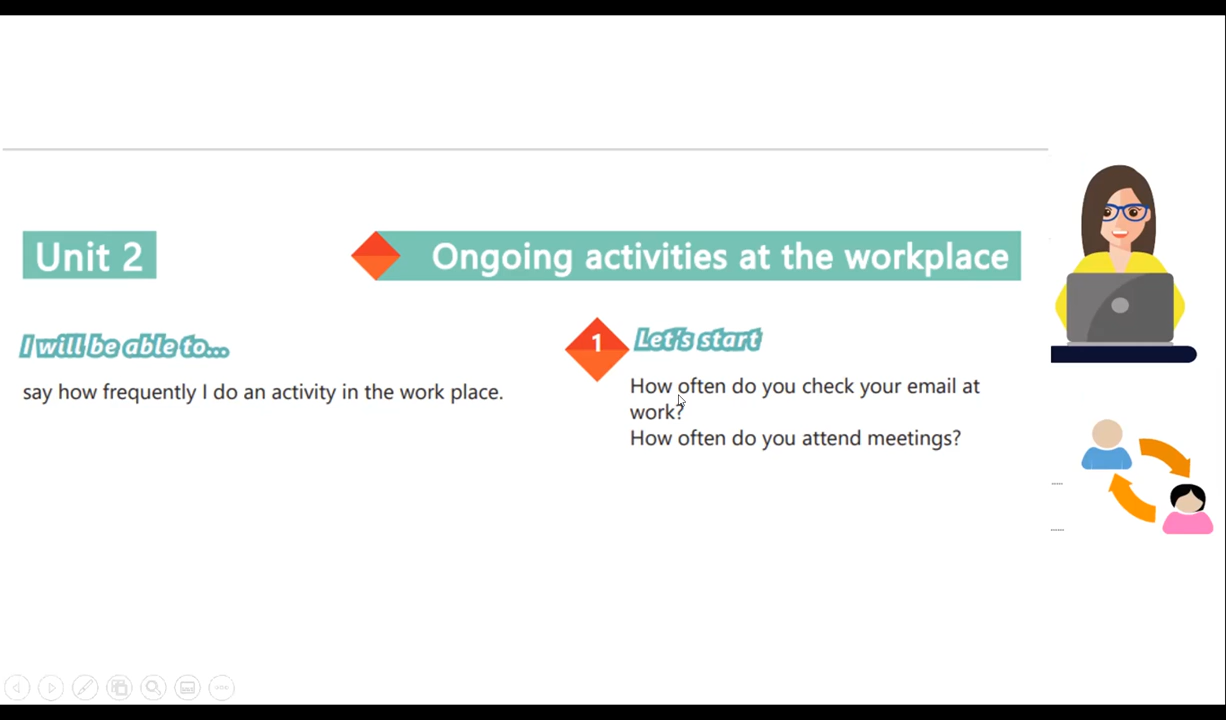 Unit 2
Ongoing activities at the workplace
I will be able to...
say how frequently I do an activity in the work place.
1
Let's start
How often do you check your email at
work?
How often do you attend meetings?